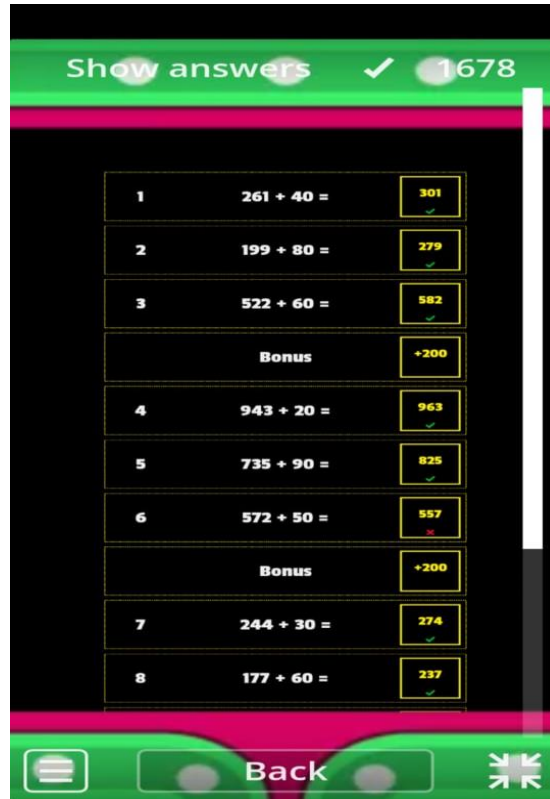 Show answers ✓ 1678
1 261 + 40 = 301 ✓
2 199 + 80 = 279 ✓
3 522 + 60 = 582 ✓
Bonus +200
4 943 + 20 = 963 ✓
5 735 + 90 = 825 ✓
6 572 + 50 = 557 ×
Bonus +200
7 244 + 30 = 274 ✓
8 177 + 60 = 237 ✓
Back